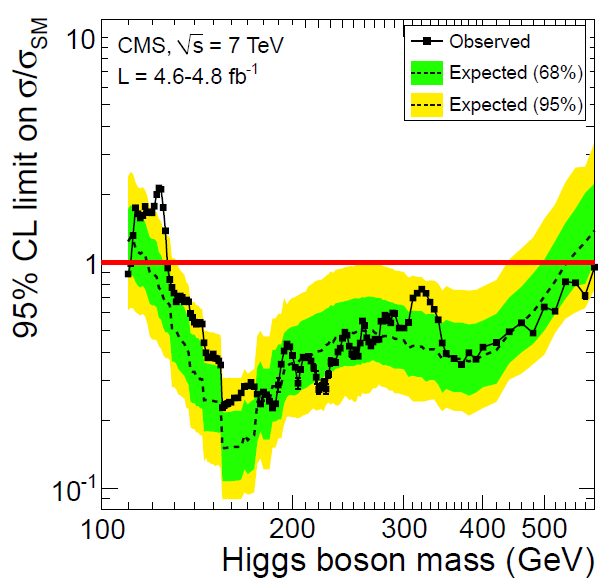 10
CMS, √s = 7 TeV
L = 4.6-4.8 fb⁻¹
Observed
Expected (68%)
Expected (95%)
95% CL limit on σ/σ_SM
1
10⁻¹
100 200 300 400 500
Higgs boson mass (GeV)